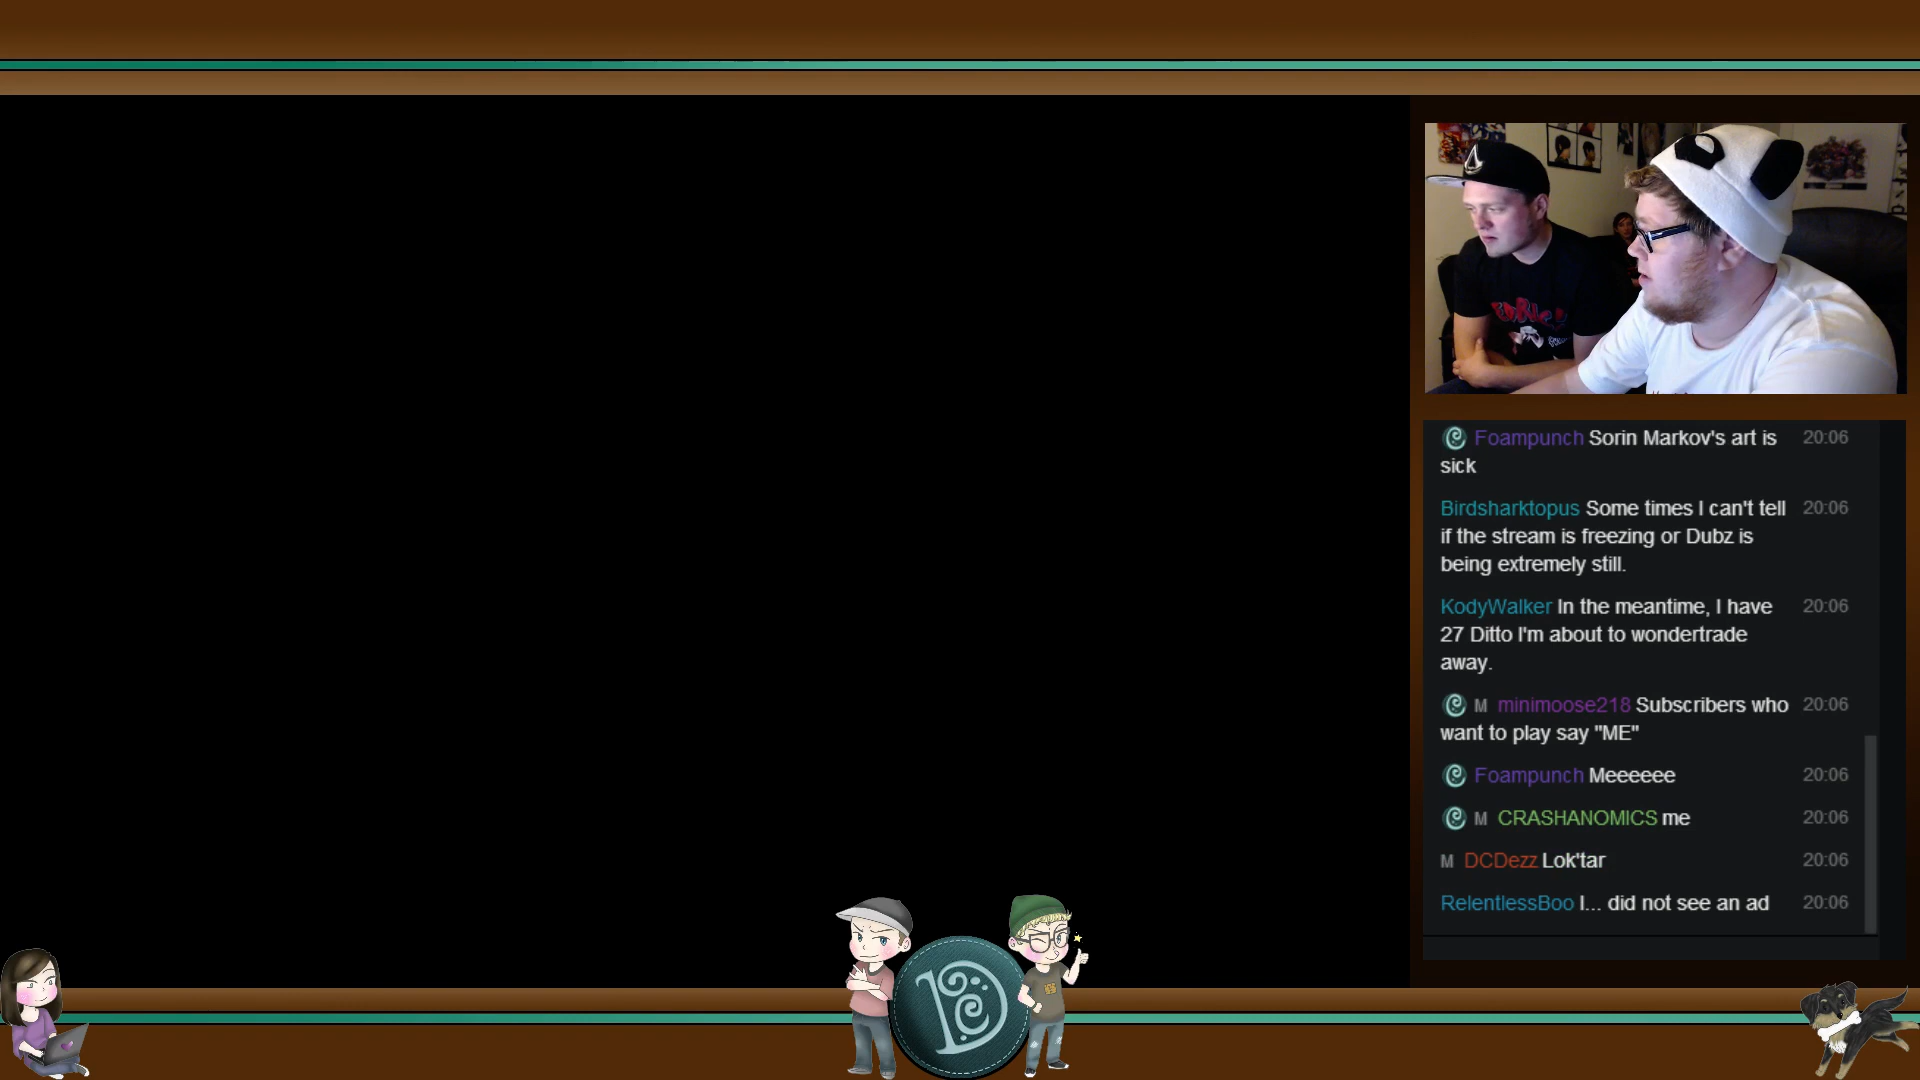 Foampunch Sorin Markov's art is 20:06
sick
Birdsharktopus Some times I can't tell 20:06
if the stream is freezing or Dubz is
being extremely still.
KodyWalker In the meantime, I have 20:06
27 Ditto I'm about to wondertrade
away.
M minimoose218 Subscribers who 20:06
want to play say "ME"
Foampunch Meeeeee 20:06
M CRASHANOMICS me 20:06
M DCDezz Lok'tar 20:06
RelentlessBoo I... did not see an ad 20:06
D